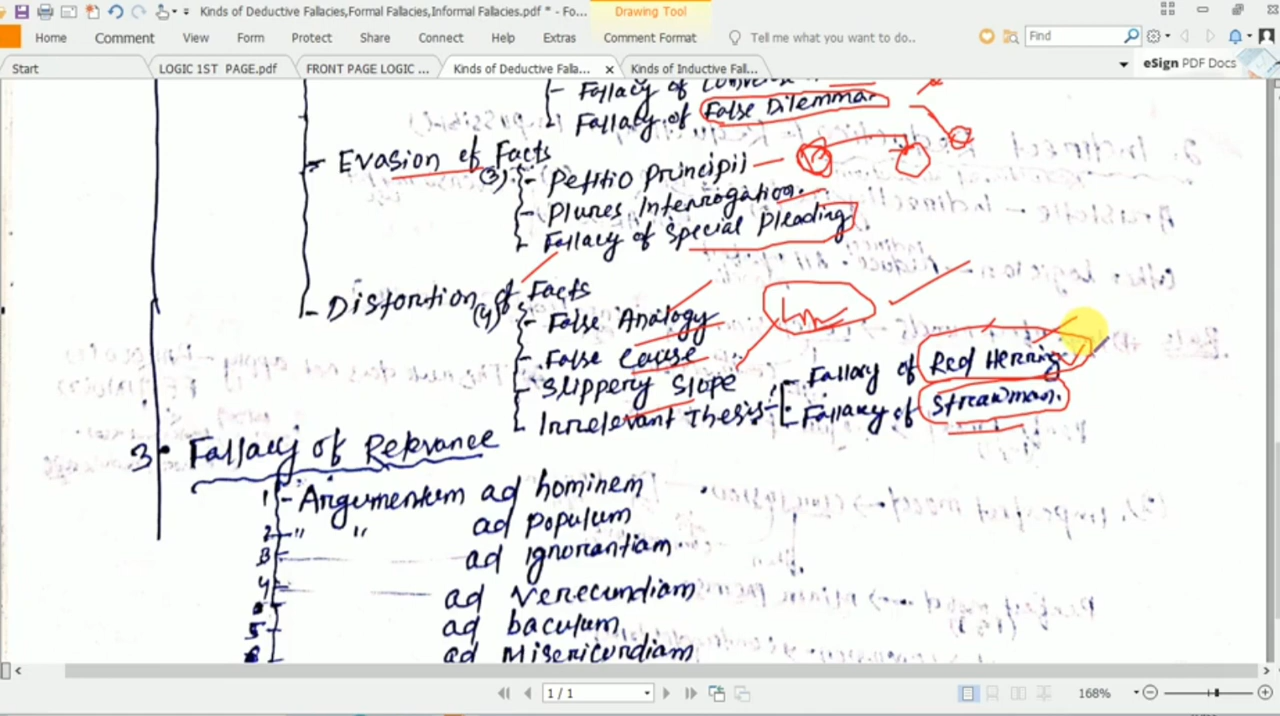 Kinds of Deductive Fallacies,Formal Fallacies,Informal Fallacies.pdf * - Fo...
Drawing Tool
Home Comment View Form Protect Share Connect Help Extras Comment Format Tell me what you want to do.. Find
Start LOGIC 1ST PAGE.pdf FRONT PAGE LOGIC ... Kinds of Deductive Falla... × Kinds of Inductive Fall... eSign PDF Docs
Fallacy of
Fallacy of False Dilemma
Evasion of Facts
(3) Petitio Principii
Plures Interrogation.
Fallacy of Special Pleading
Distortion of Facts
(4) False Analogy
False Cause
Slippery Slope
Fallacy of Red Herring
Irrelevant Thesis Fallacy of Strawman.
3. Fallacy of Relevance
1 Argumentum ad hominem
2 " " ad populum
3 ad Ignorantiam
4 ad Verecundiam
5 ad baculum
6 ad Misericordiam
1 / 1 168%